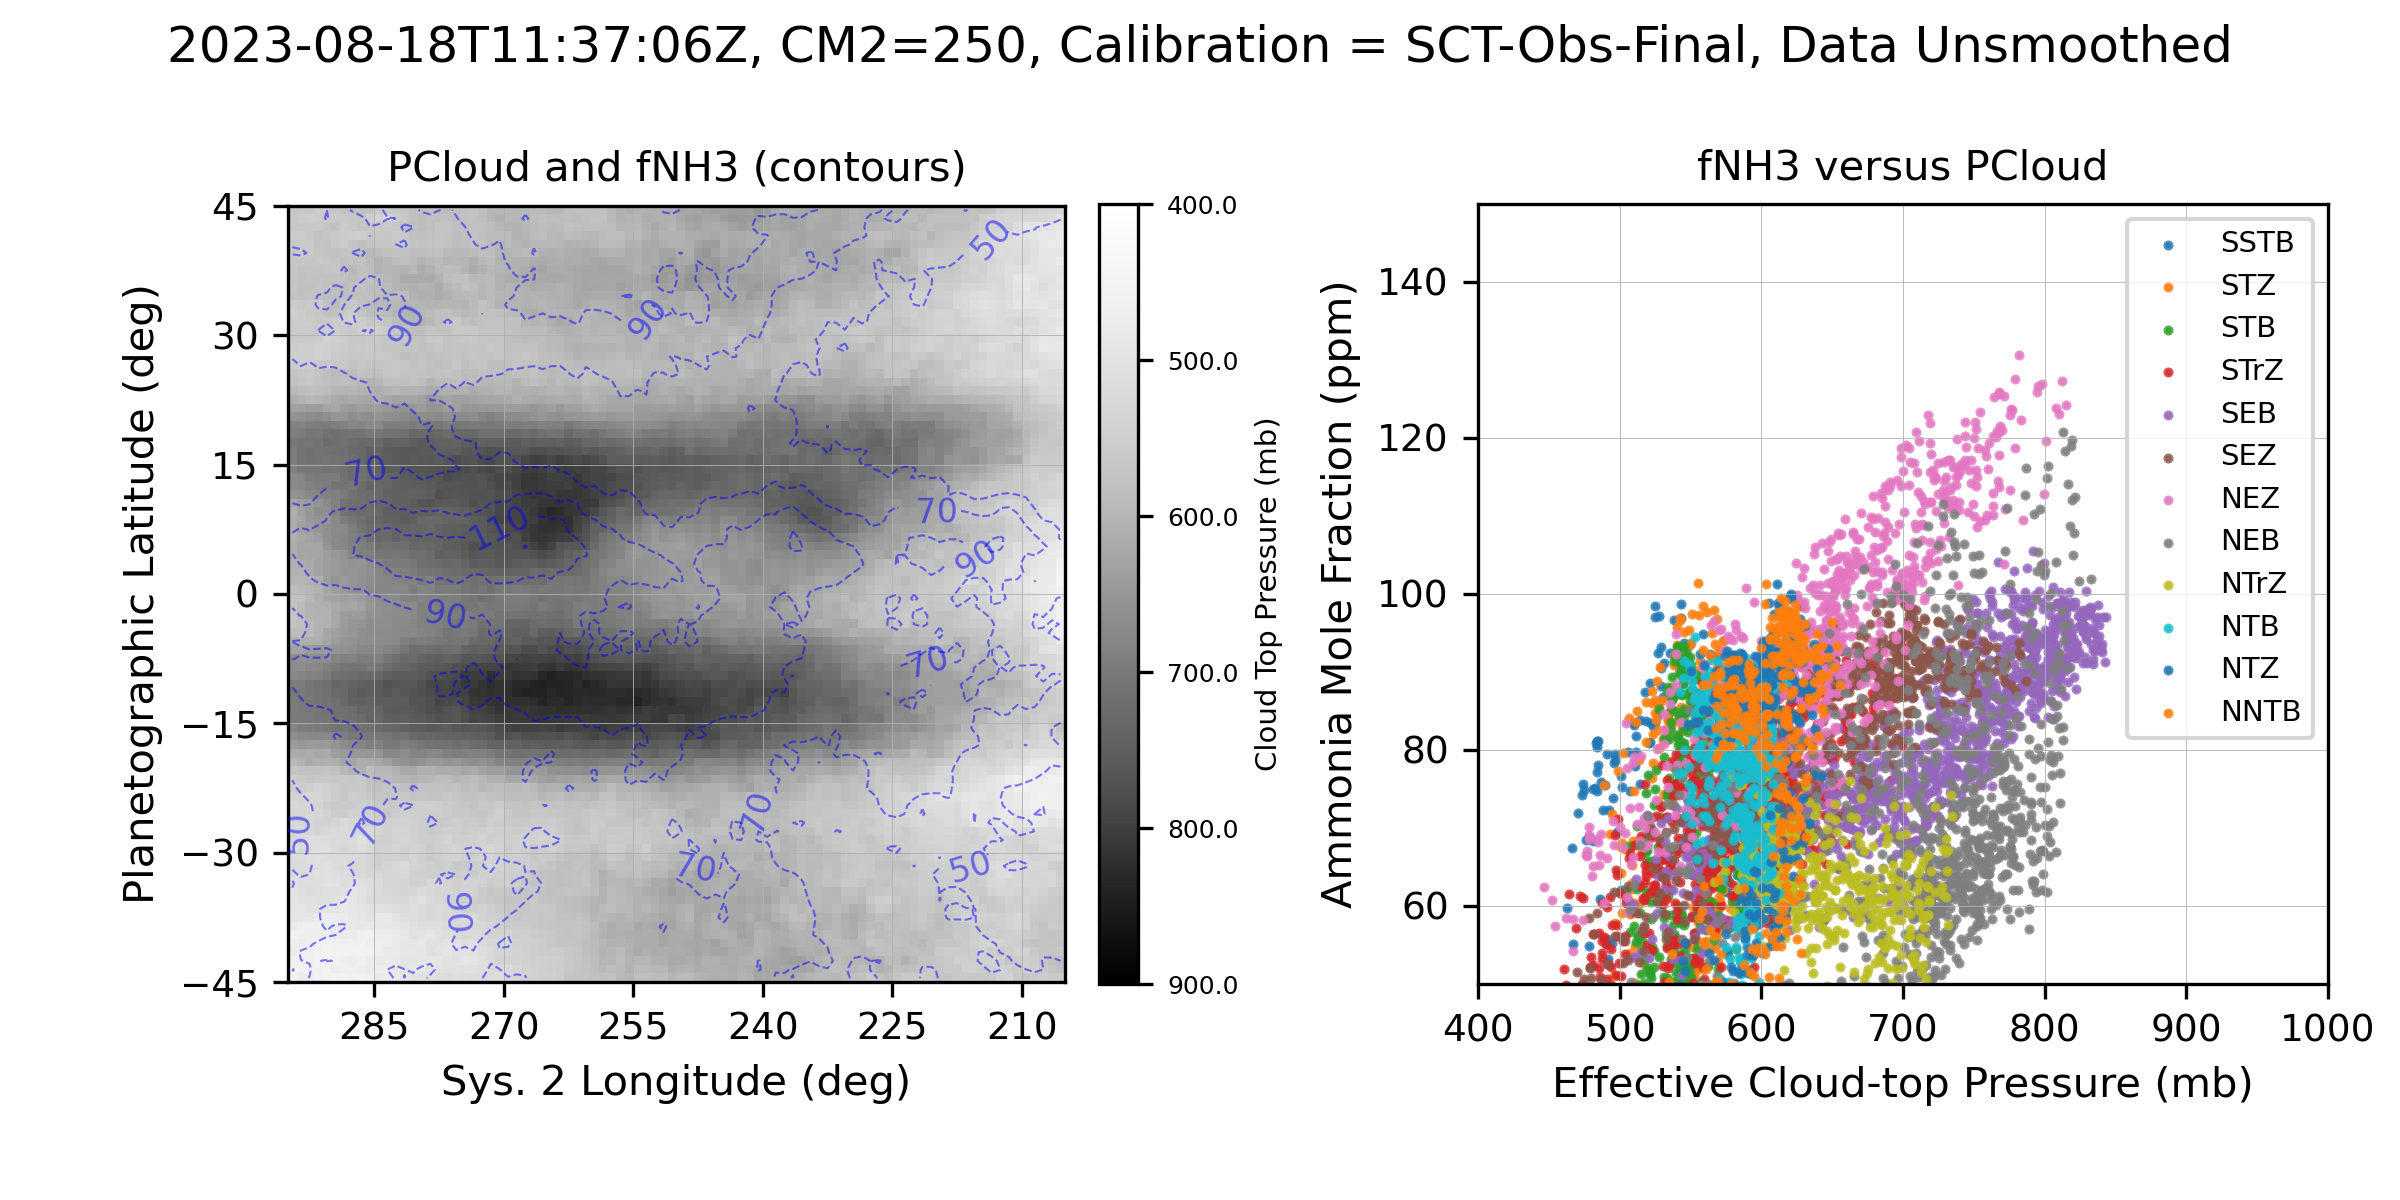 2023-08-18T11:37:06Z, CM2=250, Calibration = SCT-Obs-Final, Data Unsmoothed
PCloud and fNH3 (contours)
Planetographic Latitude (deg)
45
30
15
0
−15
−30
−45
285
270
255
240
225
210
Sys. 2 Longitude (deg)
50
90
90
70
110
70
90
90
70
70
50
70
70
50
90
400.0
500.0
600.0
700.0
800.0
900.0
Cloud Top Pressure (mb)
fNH3 versus PCloud
Ammonia Mole Fraction (ppm)
140
120
100
80
60
400
500
600
700
800
900
1000
Effective Cloud-top Pressure (mb)
SSTB
STZ
STB
STrZ
SEB
SEZ
NEZ
NEB
NTrZ
NTB
NTZ
NNTB